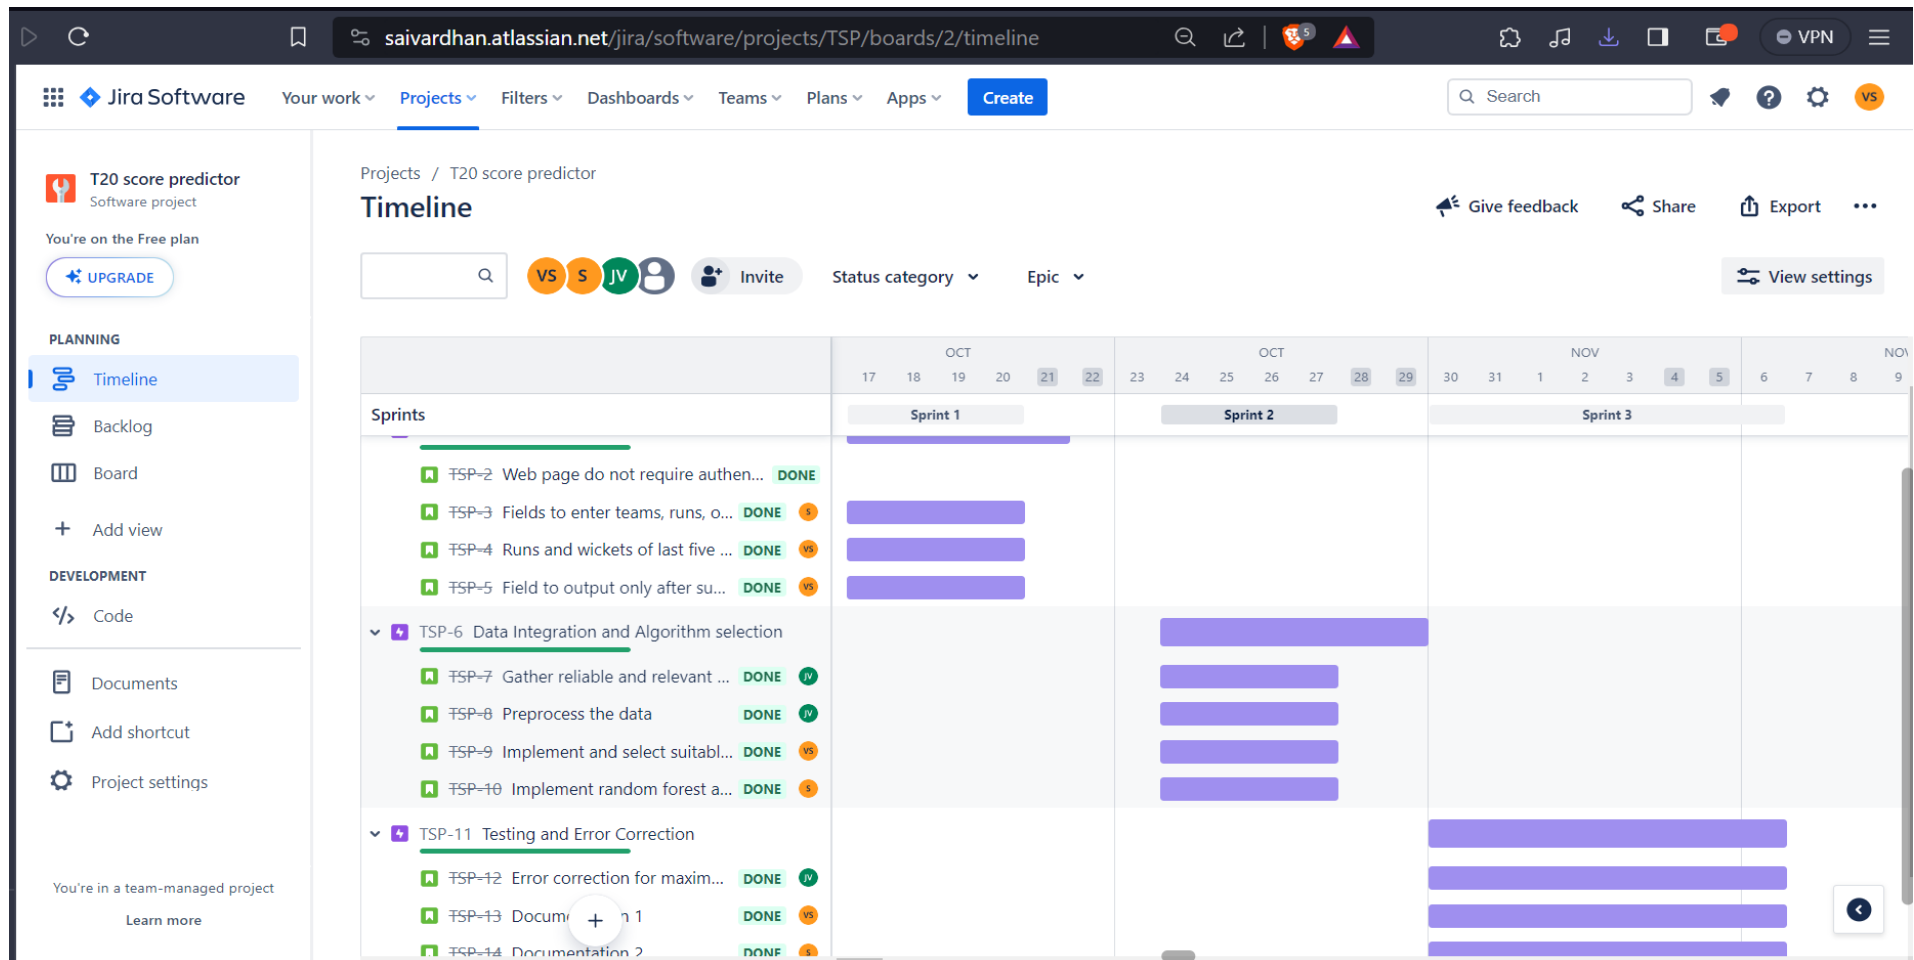 saivardhan.atlassian.net/jira/software/projects/TSP/boards/2/timeline
5
VPN
Jira Software Your work Projects Filters Dashboards Teams Plans Apps Create Search VS
T20 score predictor
Software project
You're on the Free plan
UPGRADE
PLANNING
Timeline
Backlog
Board
Add view
DEVELOPMENT
Code
Documents
Add shortcut
Project settings
You're in a team-managed project
Learn more
Projects / T20 score predictor
Timeline
Give feedback Share Export
VS S JV Invite Status category Epic View settings
OCT OCT NOV NOV
17 18 19 20 21 22 23 24 25 26 27 28 29 30 31 1 2 3 4 5 6 7 8 9
Sprints Sprint 1 Sprint 2 Sprint 3
TSP-2 Web page do not require authen... DONE
TSP-3 Fields to enter teams, runs, o... DONE S
TSP-4 Runs and wickets of last five ... DONE VS
TSP-5 Field to output only after su... DONE VS
TSP-6 Data Integration and Algorithm selection
TSP-7 Gather reliable and relevant ... DONE JV
TSP-8 Preprocess the data DONE JV
TSP-9 Implement and select suitabl... DONE VS
TSP-10 Implement random forest a... DONE S
TSP-11 Testing and Error Correction
TSP-12 Error correction for maxim... DONE JV
TSP-13 Docum n 1 DONE VS
TSP-14 Documentation 2 DONE S